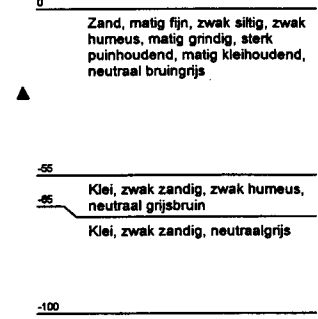 0
Zand, matig fijn, zwak siltig, zwak
humeus, matig grindig, sterk
puinhoudend, matig kleihoudend,
neutraal bruingrijs
-55
Klei, zwak zandig, zwak humeus,
-65
neutraal grijsbruin
Klei, zwak zandig, neutraalgrijs
-100